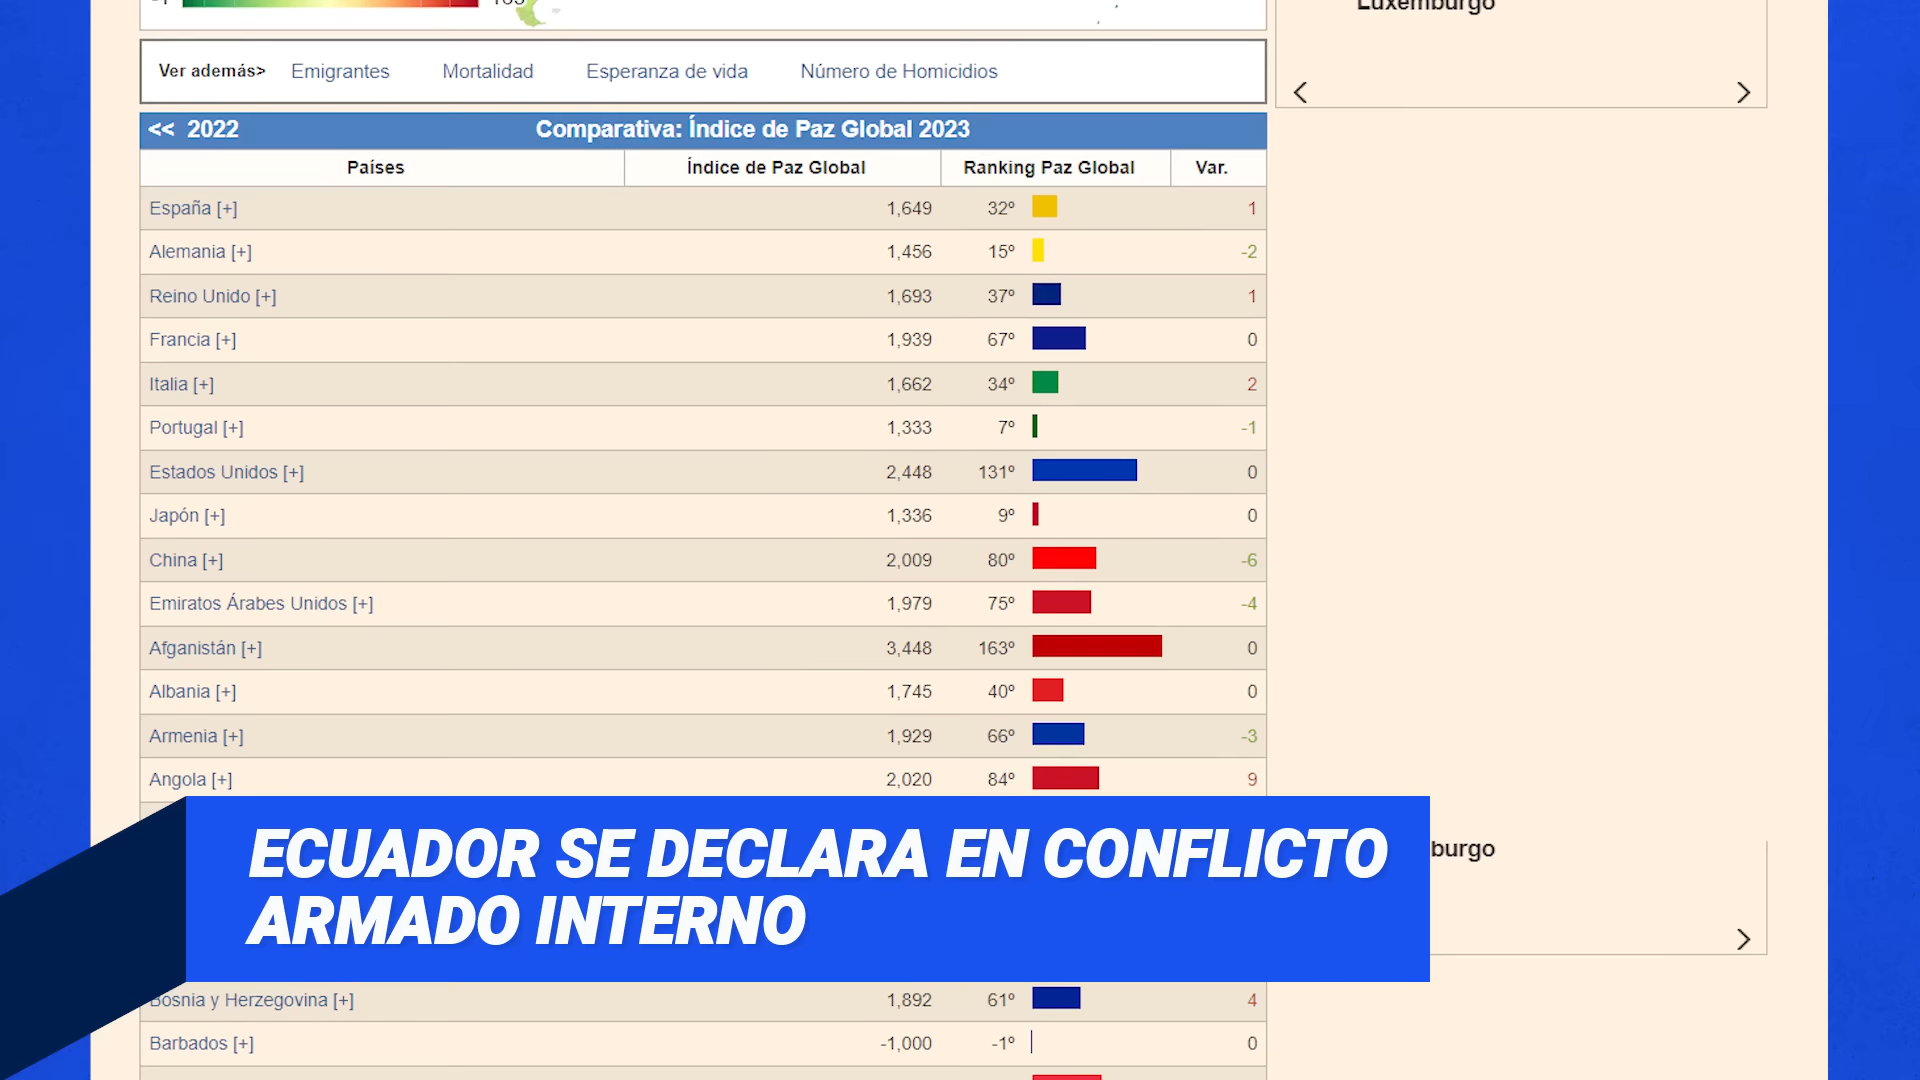 Luxemburgo
Ver además> Emigrantes Mortalidad Esperanza de vida Número de Homicidios
<< 2022 Comparativa: Índice de Paz Global 2023
Países Índice de Paz Global Ranking Paz Global Var.
España [+] 1,649 32º 1
Alemania [+] 1,456 15º -2
Reino Unido [+] 1,693 37º 1
Francia [+] 1,939 67º 0
Italia [+] 1,662 34º 2
Portugal [+] 1,333 7º -1
Estados Unidos [+] 2,448 131º 0
Japón [+] 1,336 9º 0
China [+] 2,009 80º -6
Emiratos Árabes Unidos [+] 1,979 75º -4
Afganistán [+] 3,448 163º 0
Albania [+] 1,745 40º 0
Armenia [+] 1,929 66º -3
Angola [+] 2,020 84º 9
ECUADOR SE DECLARA EN CONFLICTO
ARMADO INTERNO
burgo
Bosnia y Herzegovina [+] 1,892 61º 4
Barbados [+] -1,000 -1º 0